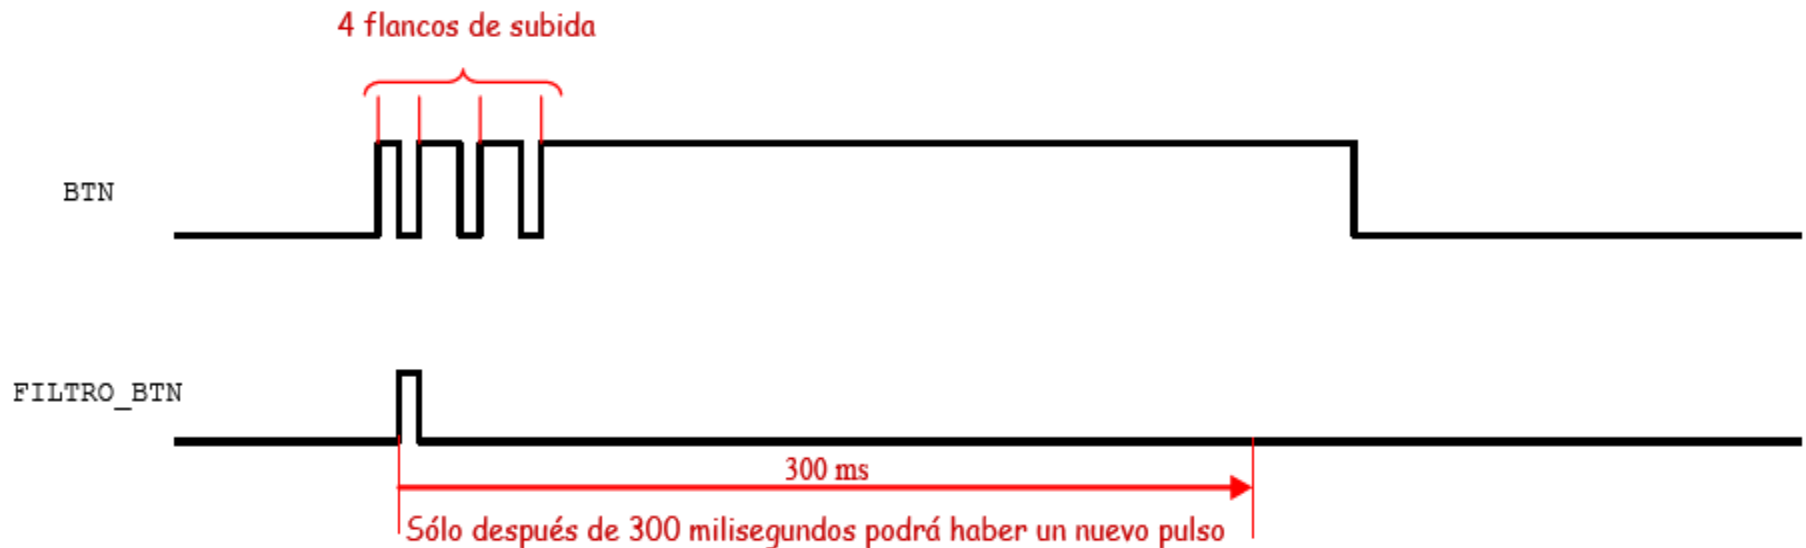 4 flancos de subida
BTN
FILTRO_BTN
300 ms
Sólo después de 300 milisegundos podrá haber un nuevo pulso